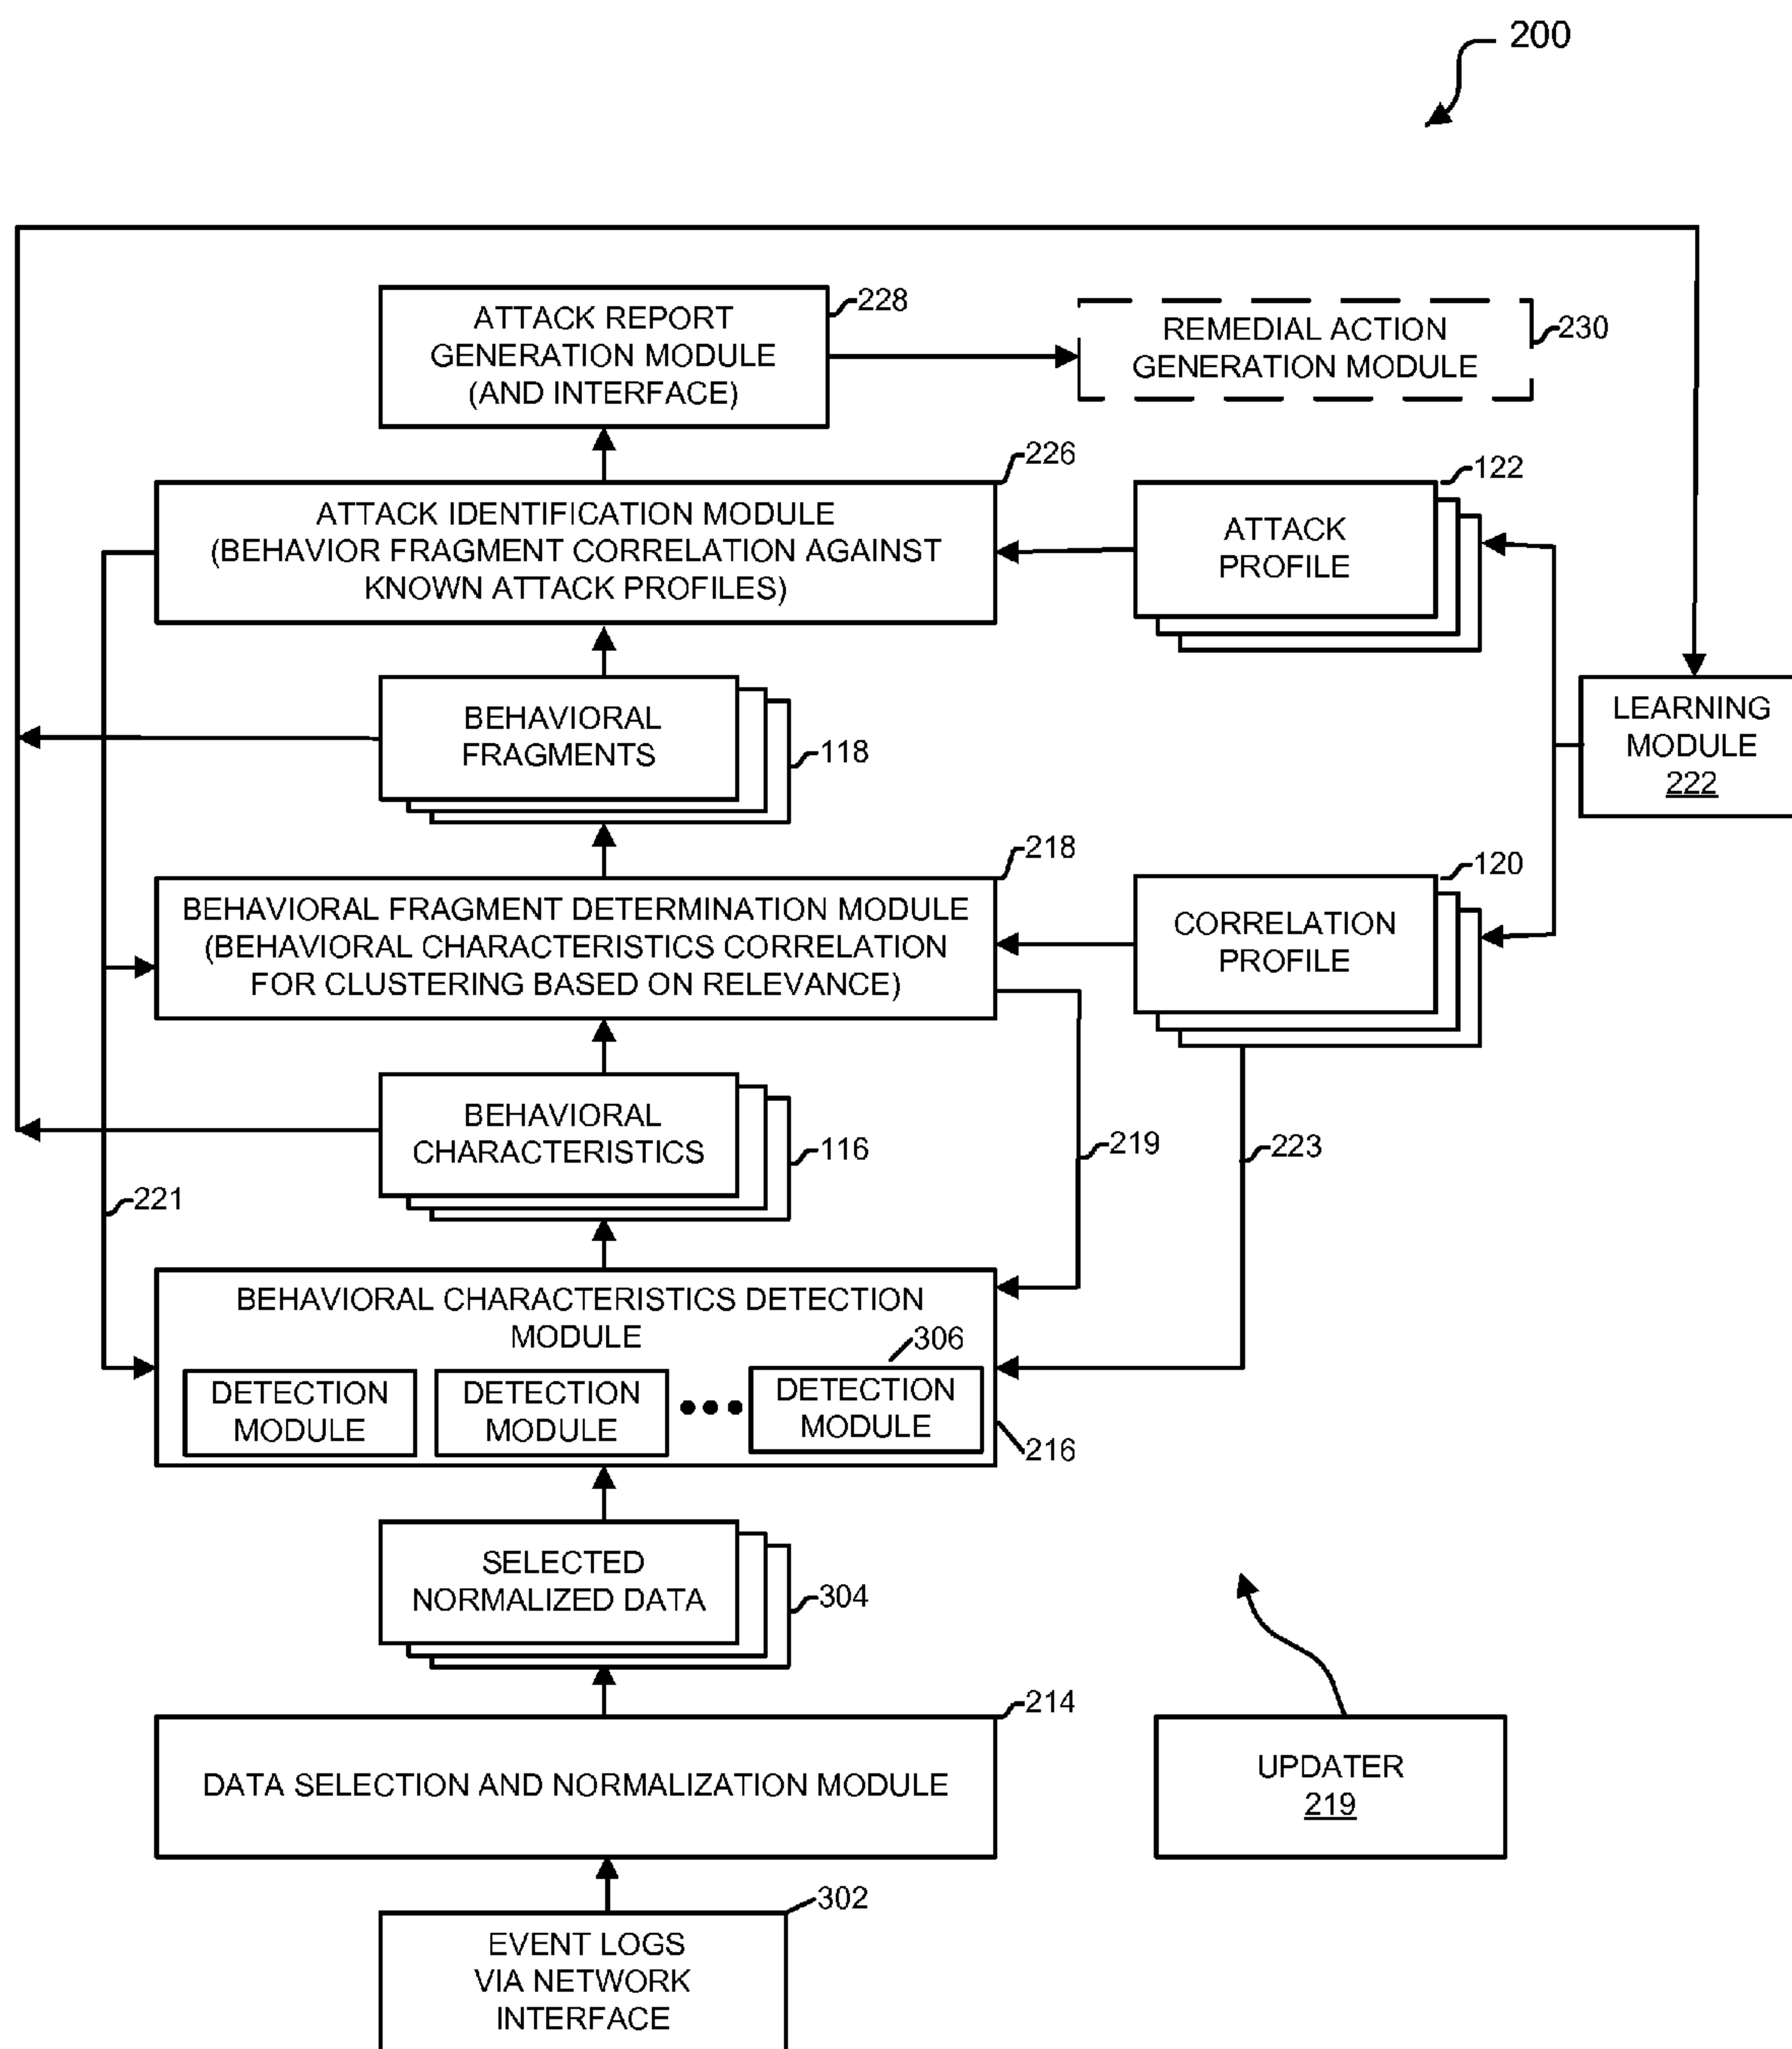 200
ATTACK REPORT
GENERATION MODULE
(AND INTERFACE)
228
REMEDIAL ACTION
GENERATION MODULE
230
226
ATTACK IDENTIFICATION MODULE
(BEHAVIOR FRAGMENT CORRELATION AGAINST
KNOWN ATTACK PROFILES)
122
ATTACK
PROFILE
BEHAVIORAL
FRAGMENTS
118
LEARNING
MODULE
222
218
BEHAVIORAL FRAGMENT DETERMINATION MODULE
(BEHAVIORAL CHARACTERISTICS CORRELATION
FOR CLUSTERING BASED ON RELEVANCE)
120
CORRELATION
PROFILE
BEHAVIORAL
CHARACTERISTICS
116
219
223
221
BEHAVIORAL CHARACTERISTICS DETECTION
MODULE
306
DETECTION
MODULE
DETECTION
MODULE
DETECTION
MODULE
216
SELECTED
NORMALIZED DATA
304
214
DATA SELECTION AND NORMALIZATION MODULE
UPDATER
219
302
EVENT LOGS
VIA NETWORK
INTERFACE